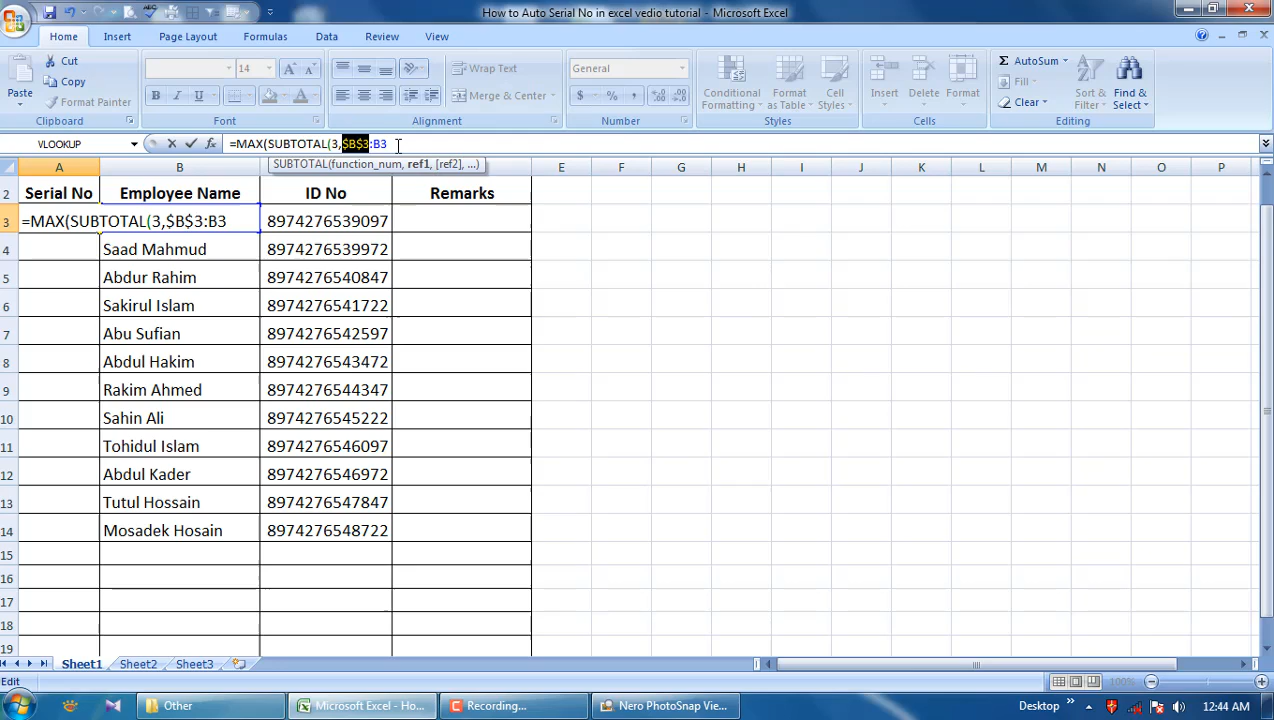 How to Auto Serial No in excel vedio tutorial - Microsoft Excel
Home Insert Page Layout Formulas Data Review View
Paste
Cut
Copy
Format Painter
Clipboard
14 A A
B I U A
Font
Wrap Text
Merge & Center
Alignment
General
$ % ,
Number
Conditional Formatting
Format as Table
Cell Styles
Styles
Insert Delete Format
Cells
Σ AutoSum
Fill
Clear
Sort & Filter
Find & Select
Editing
VLOOKUP fx =MAX(SUBTOTAL(3,$B$3:B3
SUBTOTAL(function_num, ref1, [ref2], ...)
A B C D E F G H I J K L M N O P
2 Serial No Employee Name ID No Remarks
3 =MAX(SUBTOTAL(3,$B$3:B3 8974276539097
4 Saad Mahmud 8974276539972
5 Abdur Rahim 8974276540847
6 Sakirul Islam 8974276541722
7 Abu Sufian 8974276542597
8 Abdul Hakim 8974276543472
9 Rakim Ahmed 8974276544347
10 Sahin Ali 8974276545222
11 Tohidul Islam 8974276546097
12 Abdul Kader 8974276546972
13 Tutul Hossain 8974276547847
14 Mosadek Hosain 8974276548722
15
16
17
18
19
Sheet1 Sheet2 Sheet3
Edit 100%
Other Microsoft Excel - Ho... Recording... Nero PhotoSnap Vie... Desktop » 12:44 AM